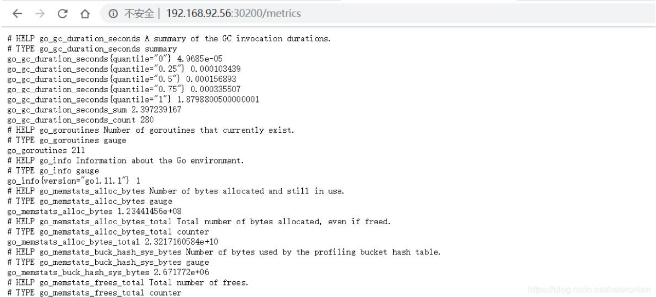 不安全 | 192.168.92.56:30200/metrics
# HELP go_gc_duration_seconds A summary of the GC invocation durations.
# TYPE go_gc_duration_seconds summary
go_gc_duration_seconds{quantile="0"} 4.9685e-05
go_gc_duration_seconds{quantile="0.25"} 0.000103439
go_gc_duration_seconds{quantile="0.5"} 0.000156893
go_gc_duration_seconds{quantile="0.75"} 0.000335507
go_gc_duration_seconds{quantile="1"} 1.8798800500000001
go_gc_duration_seconds_sum 2.397239167
go_gc_duration_seconds_count 280
# HELP go_goroutines Number of goroutines that currently exist.
# TYPE go_goroutines gauge
go_goroutines 211
# HELP go_info Information about the Go environment.
# TYPE go_info gauge
go_info{version="go1.11.1"} 1
# HELP go_memstats_alloc_bytes Number of bytes allocated and still in use.
# TYPE go_memstats_alloc_bytes gauge
go_memstats_alloc_bytes 1.23441456e+08
# HELP go_memstats_alloc_bytes_total Total number of bytes allocated, even if freed.
# TYPE go_memstats_alloc_bytes_total counter
go_memstats_alloc_bytes_total 2.3217160584e+10
# HELP go_memstats_buck_hash_sys_bytes Number of bytes used by the profiling bucket hash table.
# TYPE go_memstats_buck_hash_sys_bytes gauge
go_memstats_buck_hash_sys_bytes 2.671772e+06
# HELP go_memstats_frees_total Total number of frees.
# TYPE go_memstats_frees_total counter